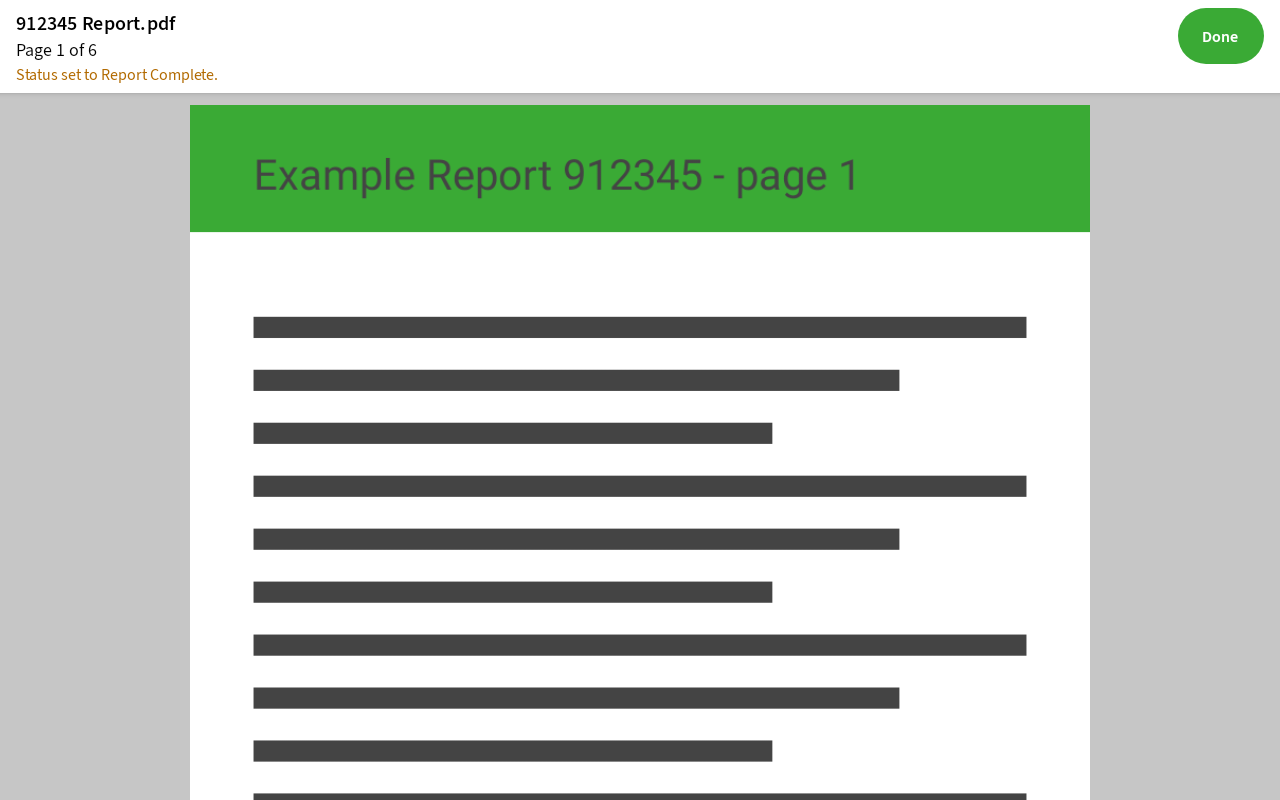 912345 Report.pdf
Page 1 of 6
Status set to Report Complete.
Done
Example Report 912345 - page 1